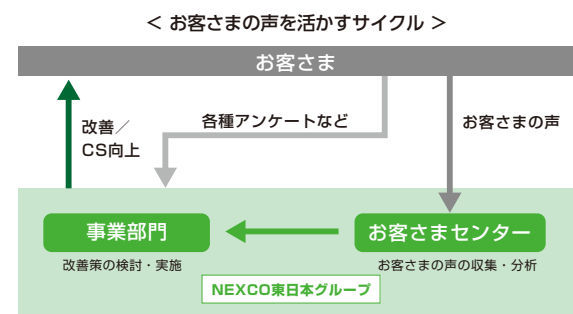 ＜ お客さまの声を活かすサイクル ＞
お客さま
改善／
CS向上
各種アンケートなど
お客さまの声
事業部門
お客さまセンター
改善策の検討・実施
お客さまの声の収集・分析
NEXCO東日本グループ